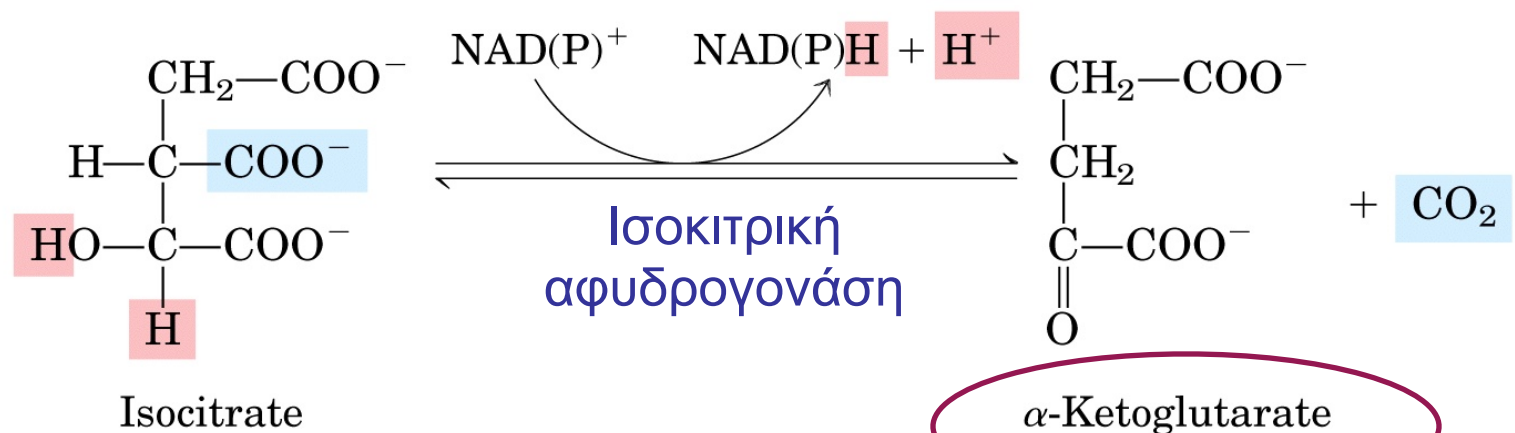 NAD(P)⁺ NAD(P)H + H⁺
CH₂—COO⁻ CH₂—COO⁻
H—C—COO⁻ CH₂
+ CO₂
HO—C—COO⁻ C—COO⁻
Ισοκιτρική
αφυδρογονάση
H O
Isocitrate α-Ketoglutarate